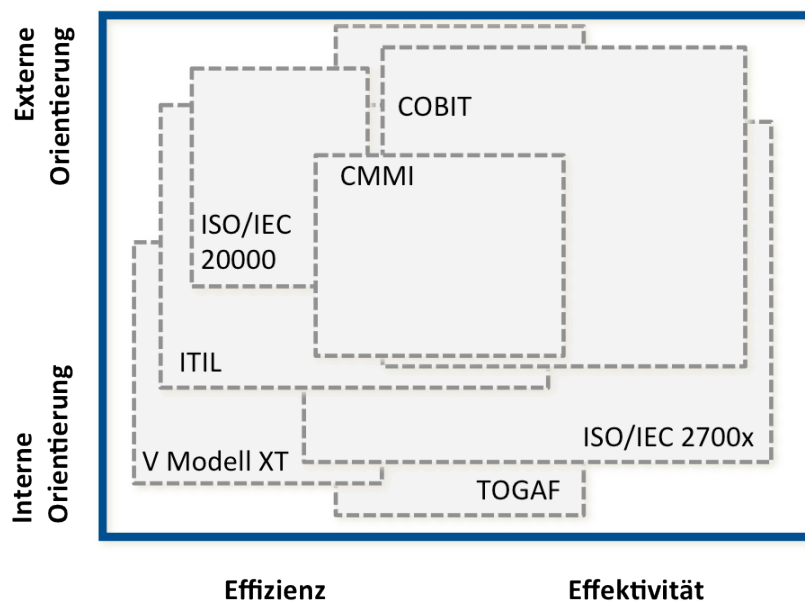 Externe
Orientierung
COBIT
CMMI
ISO/IEC
20000
ITIL
Interne
Orientierung
ISO/IEC 2700x
V Modell XT
TOGAF
Effizienz
Effektivität